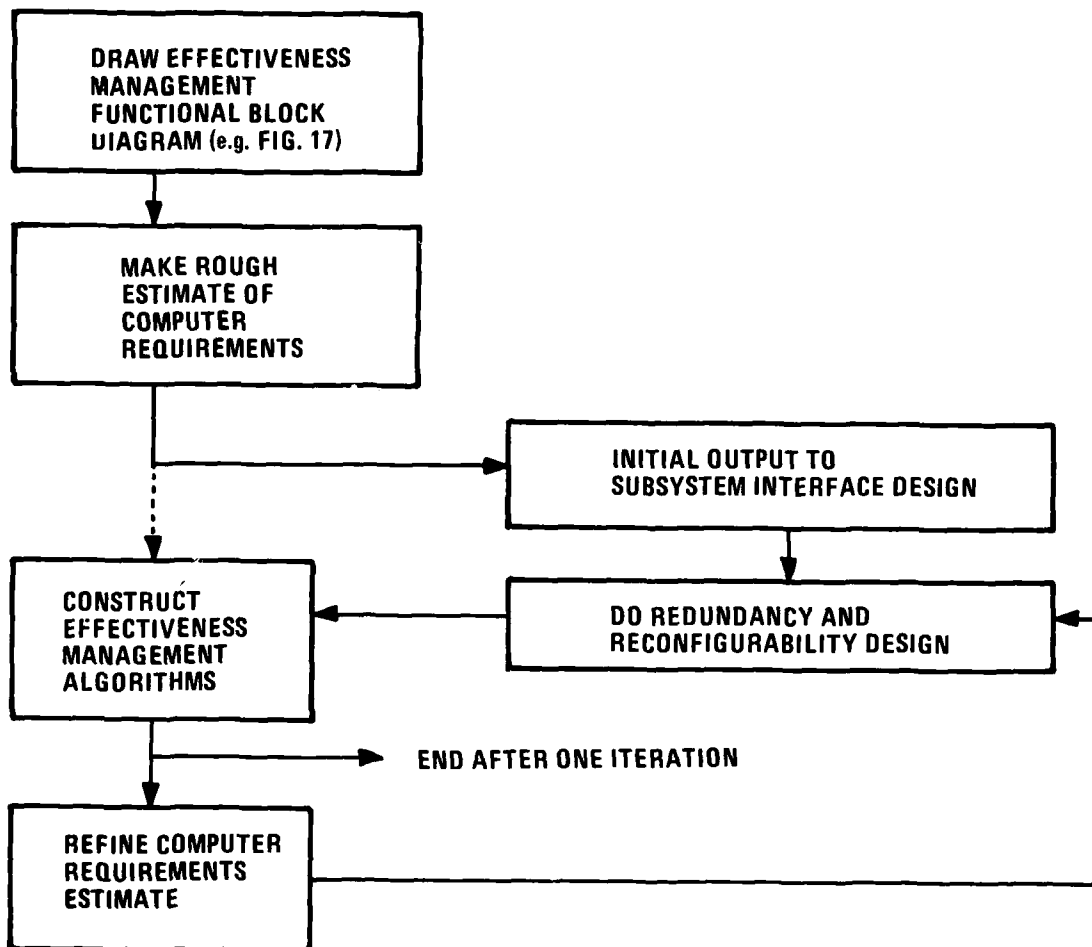 DRAW EFFECTIVENESS
MANAGEMENT
FUNCTIONAL BLOCK
DIAGRAM (e.g. FIG. 17)
MAKE ROUGH
ESTIMATE OF
COMPUTER
REQUIREMENTS
INITIAL OUTPUT TO
SUBSYSTEM INTERFACE DESIGN
CONSTRUCT
EFFECTIVENESS
MANAGEMENT
ALGORITHMS
DO REDUNDANCY AND
RECONFIGURABILITY DESIGN
END AFTER ONE ITERATION
REFINE COMPUTER
REQUIREMENTS
ESTIMATE